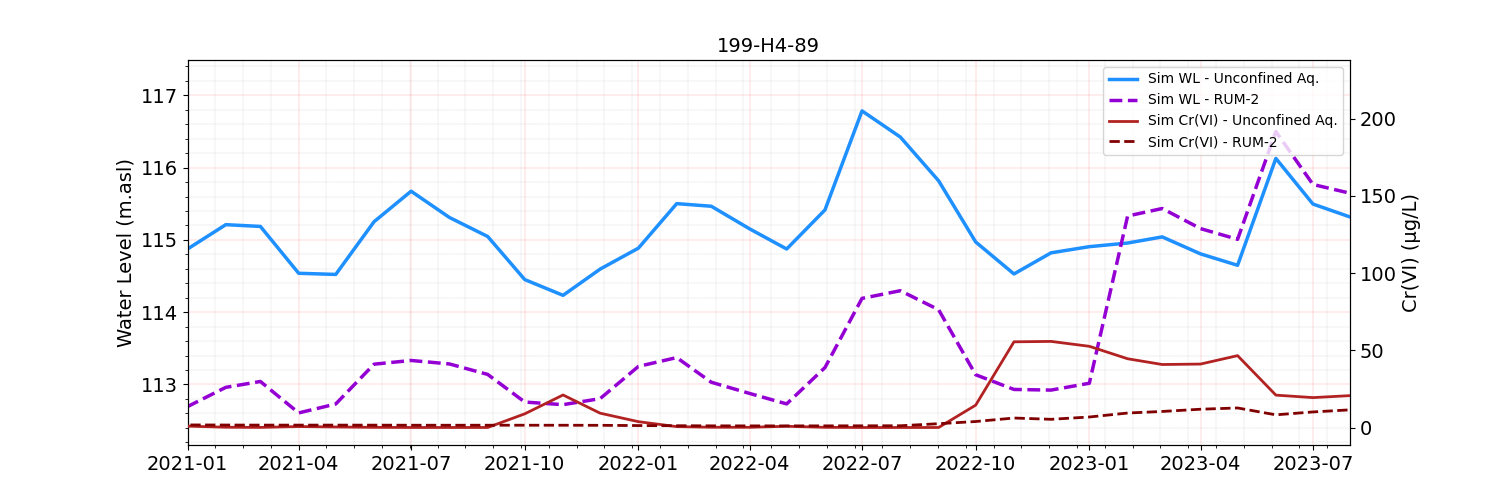 199-H4-89
Water Level (m.asl)
117
116
115
114
113
Sim WL - Unconfined Aq.
Sim WL - RUM-2
Sim Cr(VI) - Unconfined Aq.
Sim Cr(VI) - RUM-2
200
150
100
50
0
Cr(VI) (µg/L)
2021-01 2021-04 2021-07 2021-10 2022-01 2022-04 2022-07 2022-10 2023-01 2023-04 2023-07